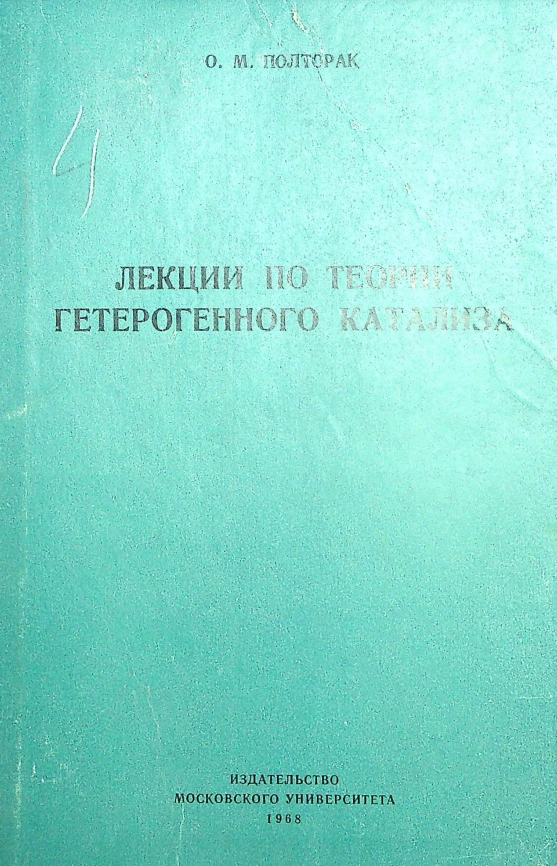 О. М. ПОЛТОРАК
4
ЛЕКЦИИ ПО ТЕОРИИ
ГЕТЕРОГЕННОГО КАТАЛИЗА
ИЗДАТЕЛЬСТВО
МОСКОВСКОГО УНИВЕРСИТЕТА
1968